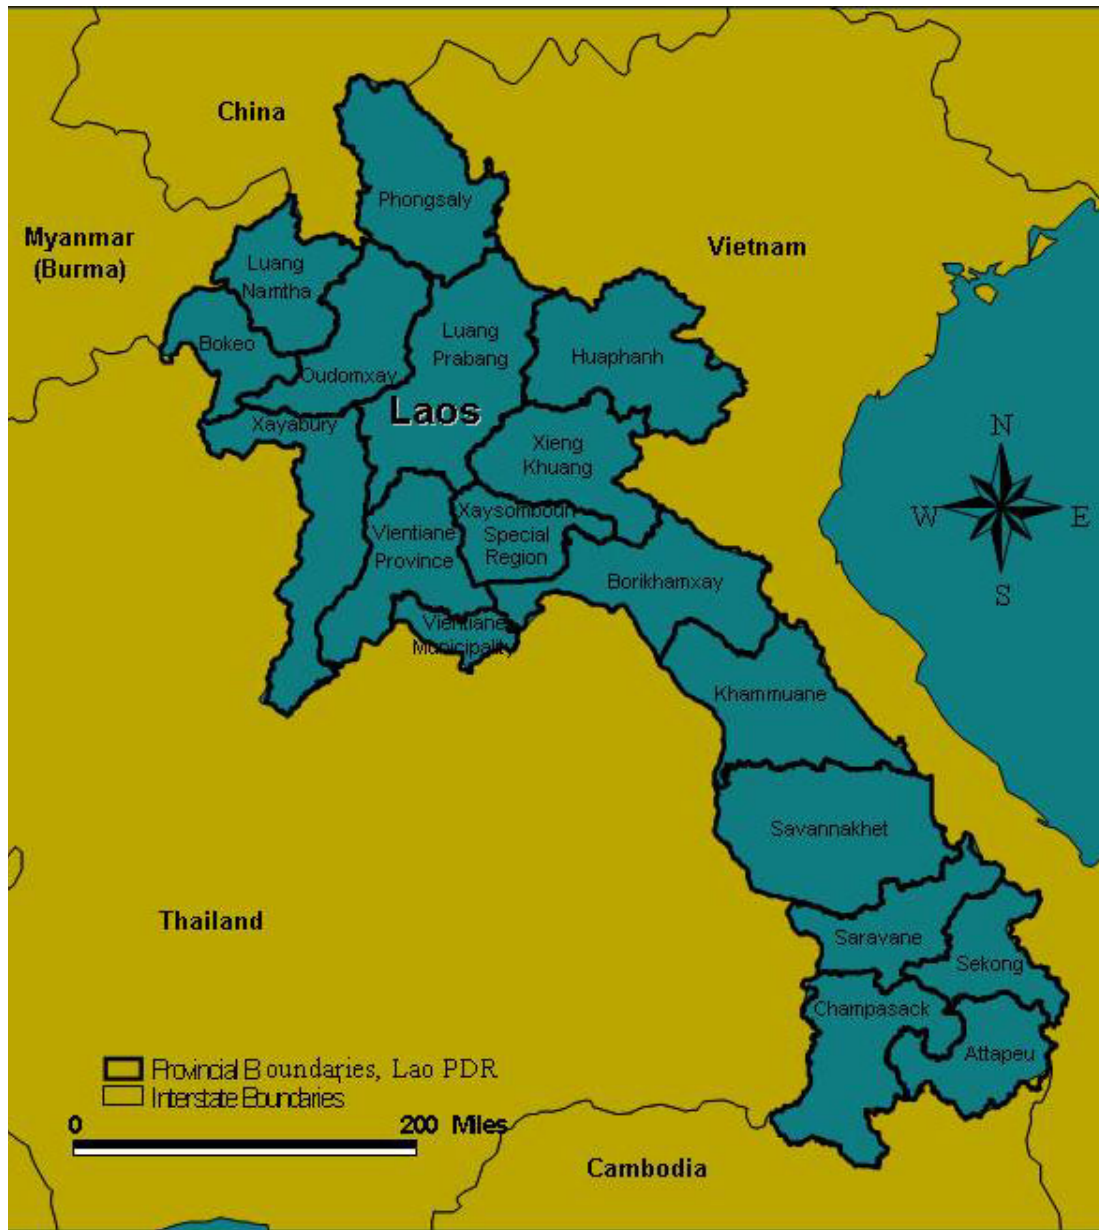 China
Phongsaly
Myanmar
(Burma)
Vietnam
Luang
Namtha
Luang
Prabang
Bokeo
Huaphanh
Oudomxay
Laos
Xayabury
N
Xieng
Khuang
W
E
Xaysomboun
Special
Region
Vientiane
Province
Borikhamxay
S
Vientiane
Municipality
Khammuane
Savannakhet
Thailand
Saravane
Sekong
Champasack
Attapeu
Provincial Boundaries, Lao PDR
Interstate Boundaries
0 200 Miles
Cambodia